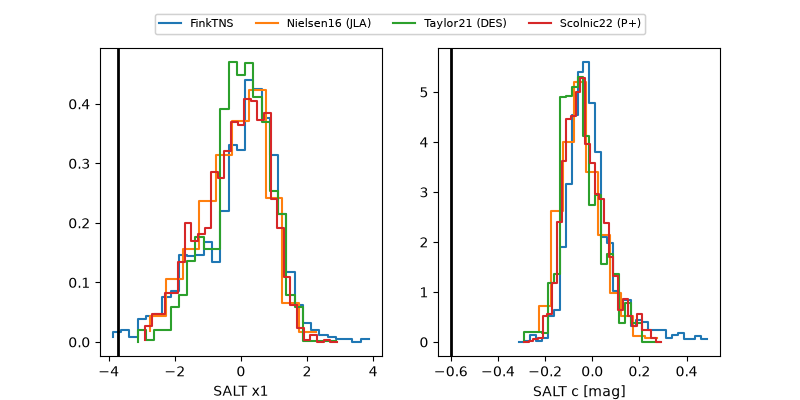 FinkTNS Nielsen16 (JLA) Taylor21 (DES) Scolnic22 (P+)
0.4
0.3
0.2
0.1
0.0
−4 −2 0 2 4
SALT x1
5
4
3
2
1
0
−0.6 −0.4 −0.2 0.0 0.2 0.4
SALT c [mag]